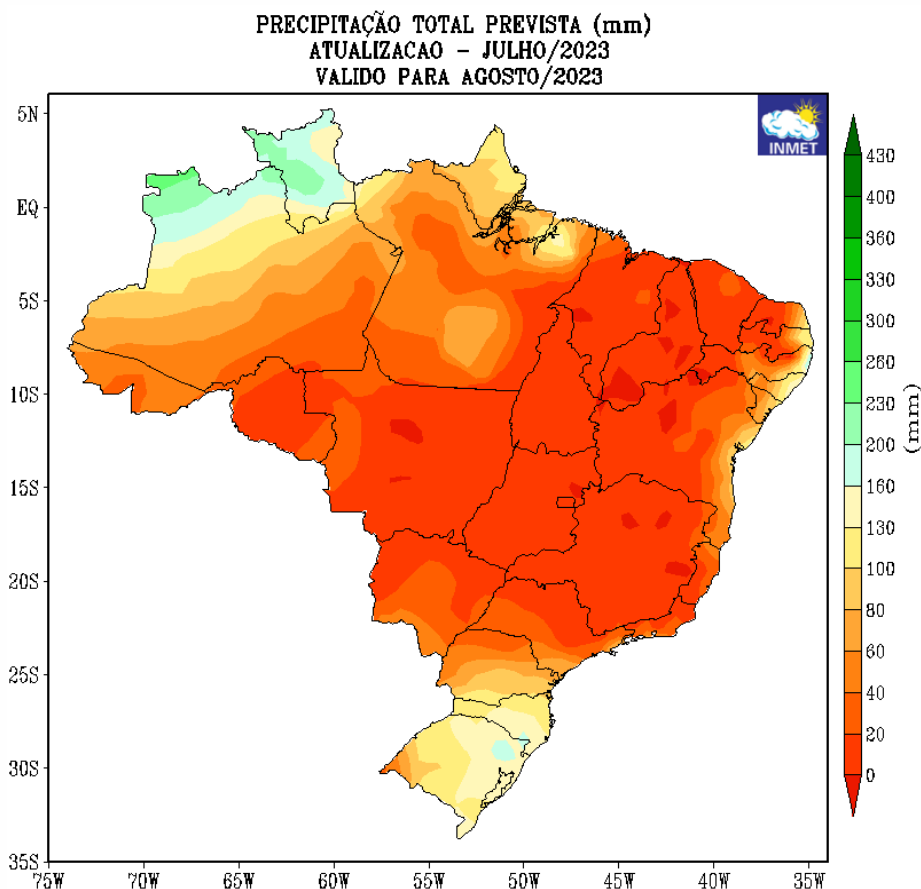 PRECIPITAÇÃO TOTAL PREVISTA (mm)
ATUALIZACAO - JULHO/2023
VALIDO PARA AGOSTO/2023
INMET
5N
EQ
5S
10S
15S
20S
25S
30S
35S
75W
70W
65W
60W
55W
50W
45W
40W
35W
430
400
360
330
300
260
230
200
160
130
100
80
60
40
20
0
(mm)